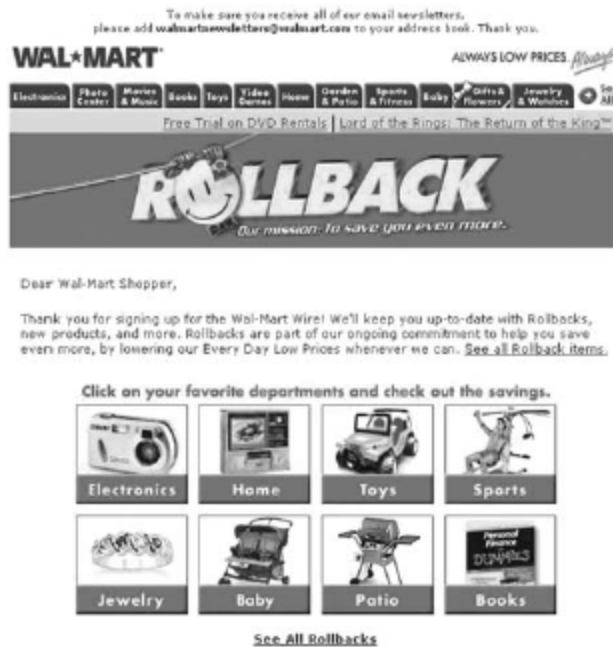 To make sure you receive all of our email newsletters,
please add walmartnewsletters@walmart.com to your address book. Thank you.
WAL★MART ALWAYS LOW PRICES. Always
Electronics Photo Center Movies & Music Books Toys Video Games Home Garden & Patio Sports & Fitness Baby Gifts & Flowers Jewelry & Watches
Free Trial on DVD Rentals | Lord of the Rings: The Return of the King™
ROLLBACK
Our mission: To save you even more.
Dear Wal-Mart Shopper,
Thank you for signing up for the Wal-Mart Wire! We'll keep you up-to-date with Rollbacks,
new products, and more. Rollbacks are part of our ongoing commitment to help you save
even more, by lowering our Every Day Low Prices whenever we can. See all Rollback items.
Click on your favorite departments and check out the savings.
Electronics Home Toys Sports
Personal
Finance
DUMMIES
Jewelry Baby Patio Books
See All Rollbacks